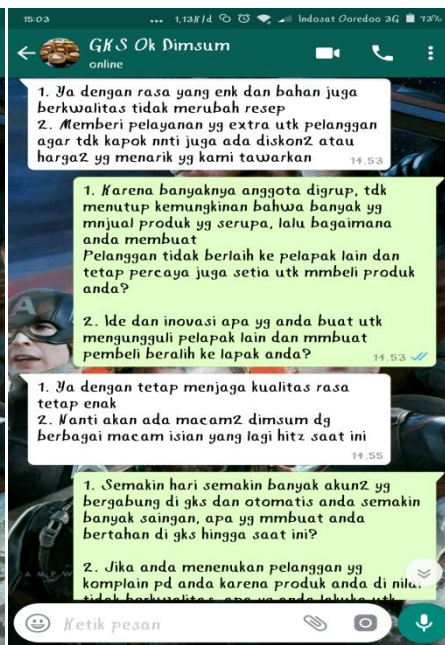 15:03 ... 1,13K/d Indosat Ooredoo 3G 73%
GKS Ok Dimsum
online
1. Ya dengan rasa yang enk dan bahan juga
berkwalitas tidak merubah resep
2. Memberi pelayanan yg extra utk pelanggan
agar tdk kapok nnti juga ada diskon2 atau
harga2 yg menarik yg kami tawarkan
14.53
1. Karena banyaknya anggota digrup, tdk
menutup kemungkinan bahwa banyak yg
mnjual produk yg serupa, lalu bagaimana
anda membuat
Pelanggan tidak berlaih ke pelapak lain dan
tetap percaya juga setia utk mmbeli produk
anda?
2. Ide dan inovasi apa yg anda buat utk
mengungguli pelapak lain dan mmbuat
pembeli beralih ke lapak anda?
14.53
1. Ya dengan tetap menjaga kualitas rasa
tetap enak
2. Nanti akan ada macam2 dimsum dg
berbagai macam isian yang lagi hitz saat ini
14.55
1. Semakin hari semakin banyak akun2 yg
bergabung di gks dan otomatis anda semakin
banyak saingan, apa yg mmbuat anda
bertahan di gks hingga saat ini?
2. Jika anda menenukan pelanggan yg
komplain pd anda karena produk anda di nilai
tidak berkwalitas, apa yg anda lakukn utk
Ketik pesan